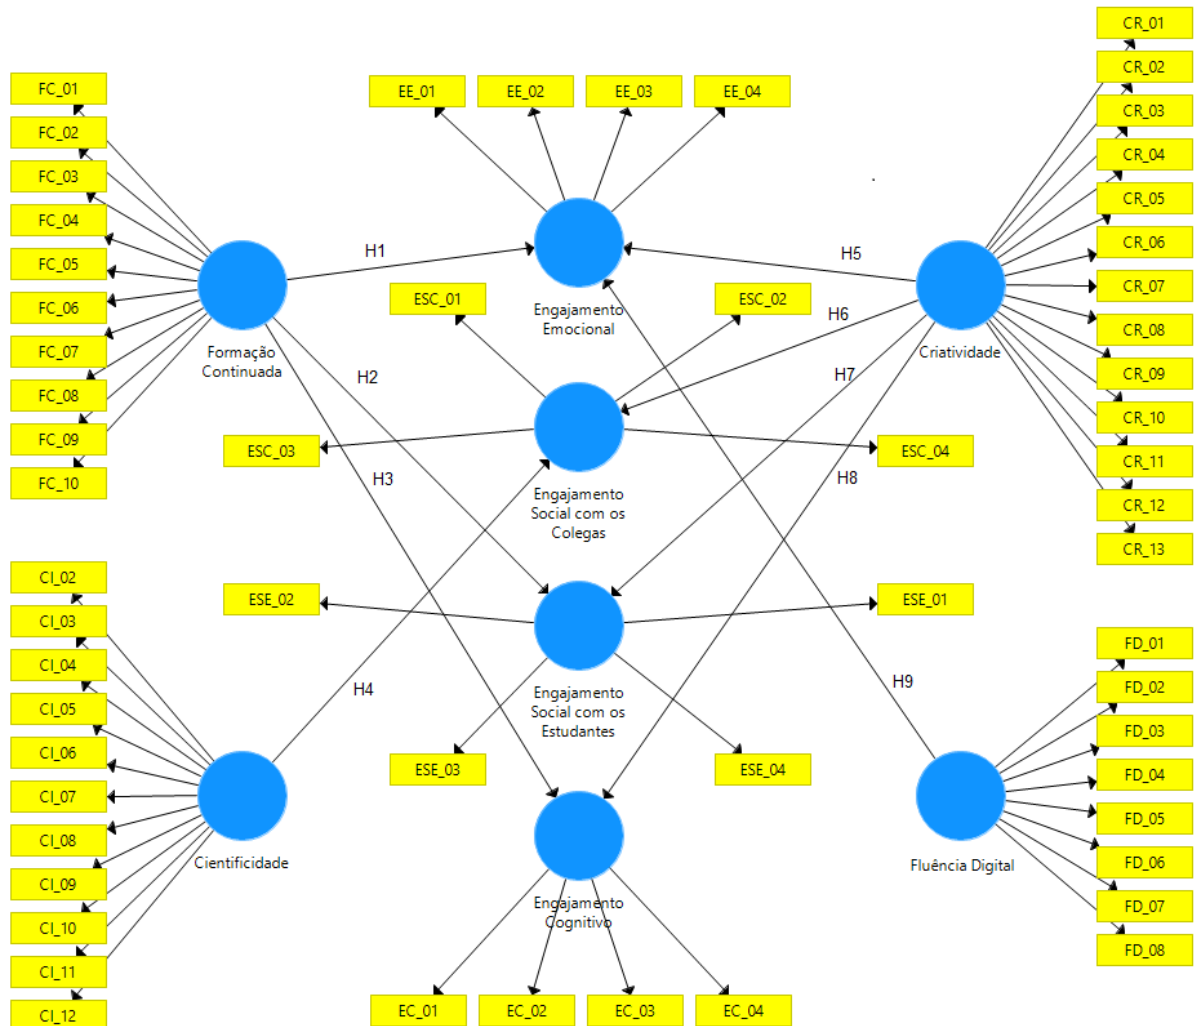 CR_01
CR_02
CR_03
CR_04
CR_05
CR_06
CR_07
CR_08
CR_09
CR_10
CR_11
CR_12
CR_13
FC_01
FC_02
FC_03
FC_04
FC_05
FC_06
FC_07
FC_08
FC_09
FC_10
EE_01
EE_02
EE_03
EE_04
H1
H5
ESC_01
ESC_02
Engajamento
Emocional
H6
Formação
Continuada
Criatividade
H2
H7
ESC_03
ESC_04
H3
H8
Engajamento
Social com os
Colegas
CI_02
CI_03
CI_04
CI_05
CI_06
CI_07
CI_08
CI_09
CI_10
CI_11
CI_12
ESE_02
ESE_01
H4
H9
Engajamento
Social com os
Estudantes
ESE_03
ESE_04
FD_01
FD_02
FD_03
FD_04
FD_05
FD_06
FD_07
FD_08
Cientificidade
Fluência Digital
Engajamento
Cognitivo
EC_01
EC_02
EC_03
EC_04